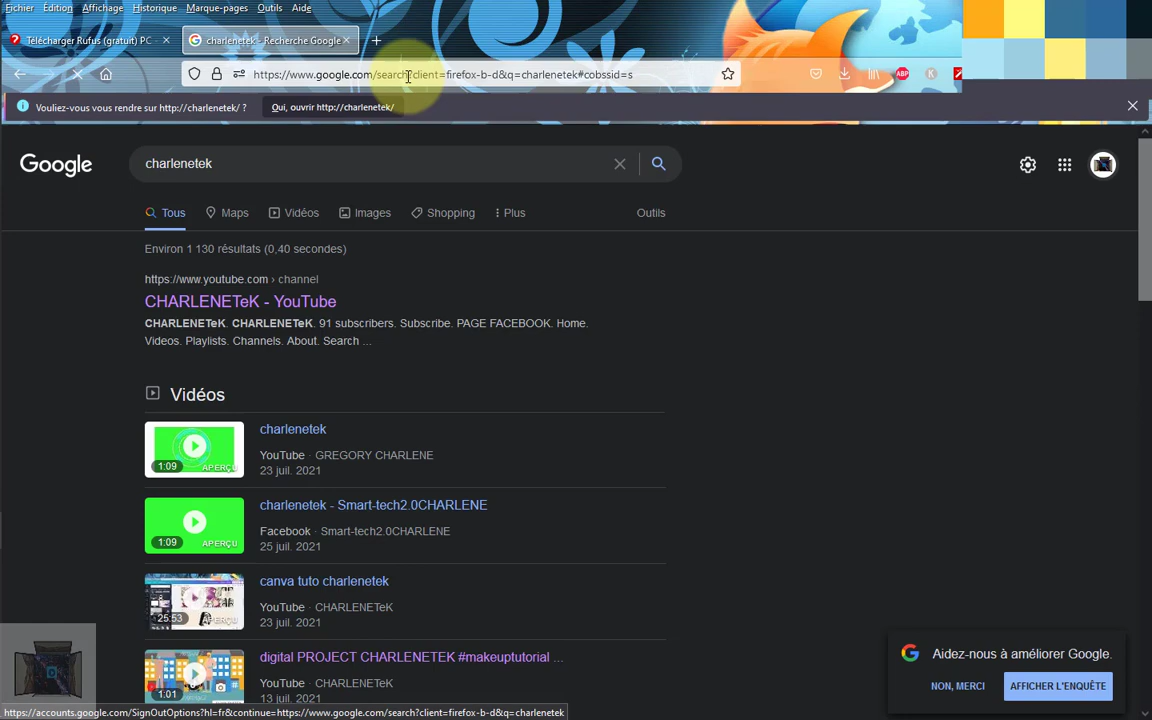 Fichier Édition Affichage Historique Marque-pages Outils Aide
Télécharger Rufus (gratuit) PC -
charlenetek - Recherche Google
https://www.google.com/search?client=firefox-b-d&q=charlenetek#cobssid=s
ABP
K
Vouliez-vous vous rendre sur http://charlenetek/ ? Oui, ouvrir http://charlenetek/
Google
charlenetek
Tous Maps Vidéos Images Shopping Plus Outils
Environ 1 130 résultats (0,40 secondes)
https://www.youtube.com › channel
CHARLENETeK - YouTube
CHARLENETeK. CHARLENETeK. 91 subscribers. Subscribe. PAGE FACEBOOK. Home.
Videos. Playlists. Channels. About. Search ...
Vidéos
1:09 APERÇU
charlenetek
YouTube · GREGORY CHARLENE
23 juil. 2021
1:09 APERÇU
charlenetek - Smart-tech2.0CHARLENE
Facebook · Smart-tech2.0CHARLENE
25 juil. 2021
25:53 APERÇU
canva tuto charlenetek
YouTube · CHARLENETeK
23 juil. 2021
1:01 APERÇU
digital PROJECT CHARLENETEK #makeuptutorial ...
YouTube · CHARLENETeK
13 juil. 2021
Aidez-nous à améliorer Google.
NON, MERCI AFFICHER L'ENQUÊTE
https://accounts.google.com/SignOutOptions?hl=fr&continue=https://www.google.com/search?client=firefox-b-d&q=charlenetek